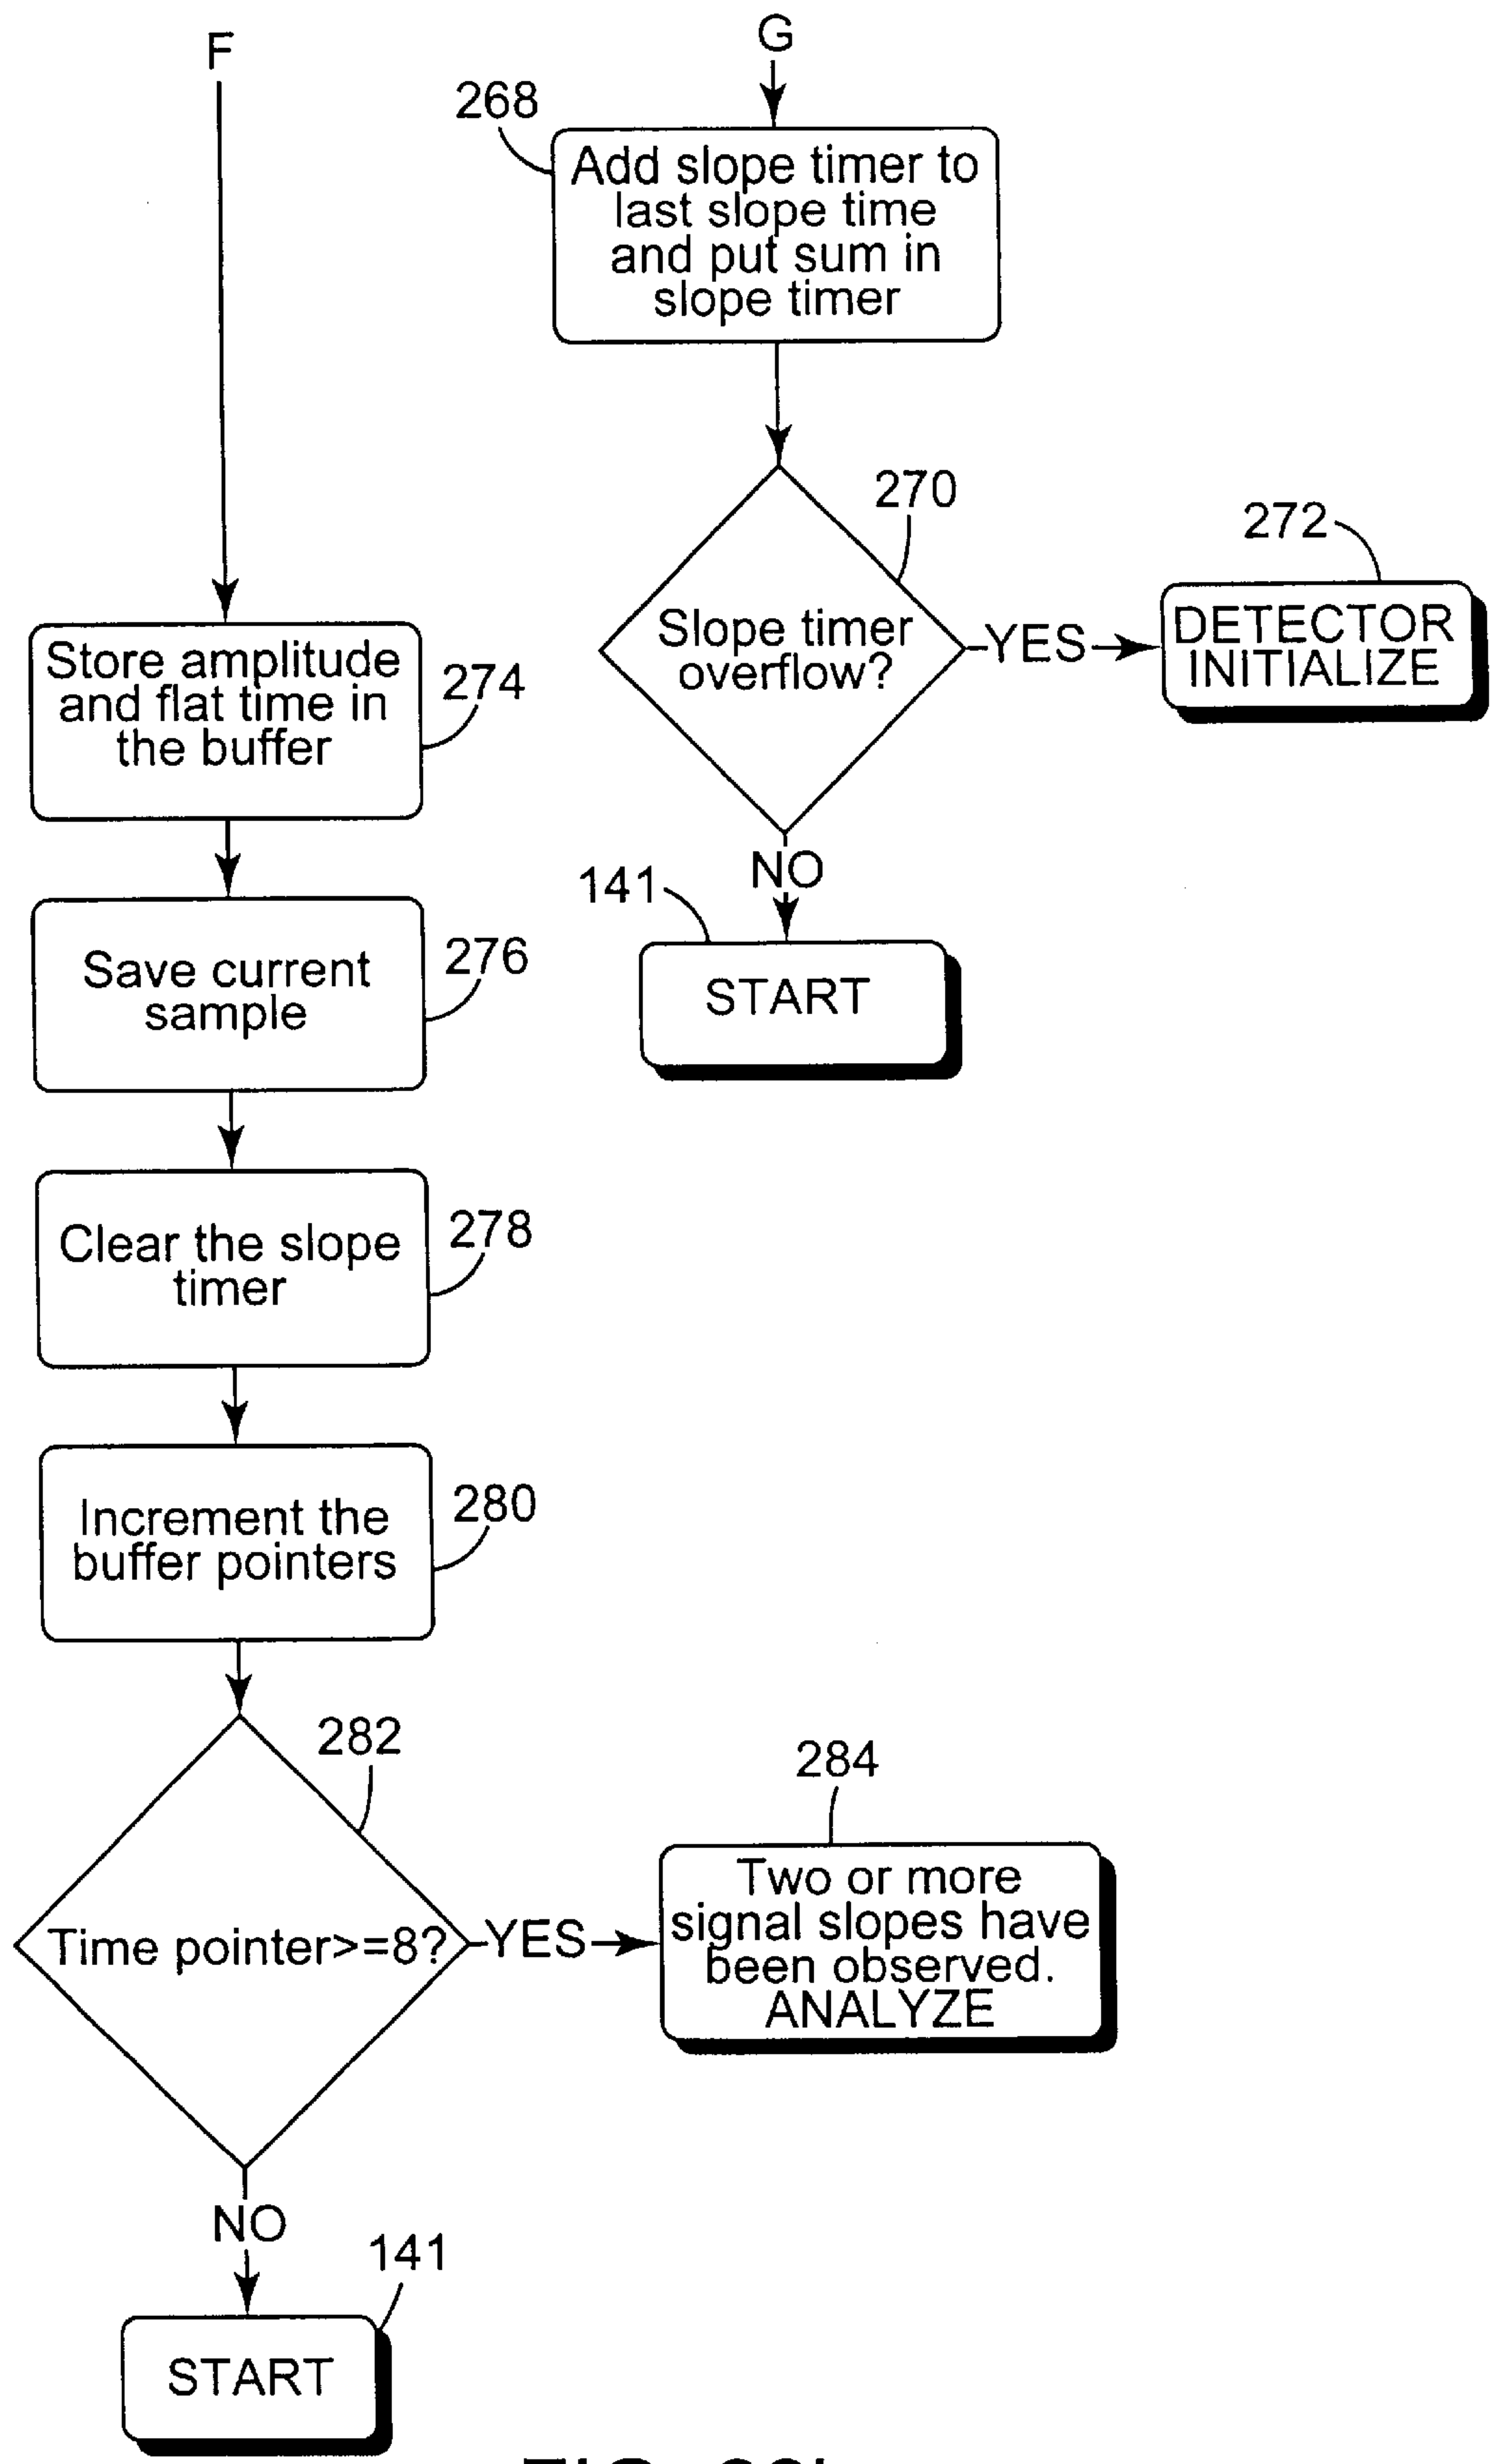 F
G
268
Add slope timer to
last slope time
and put sum in
slope timer
270
Slope timer
overflow?
YES
272
DETECTOR
INITIALIZE
NO
141
START
Store amplitude
and flat time in
the buffer
274
Save current
sample
276
Clear the slope
timer
278
Increment the
buffer pointers
280
282
Time pointer>=8?
YES
284
Two or more
signal slopes have
been observed.
ANALYZE
NO
141
START